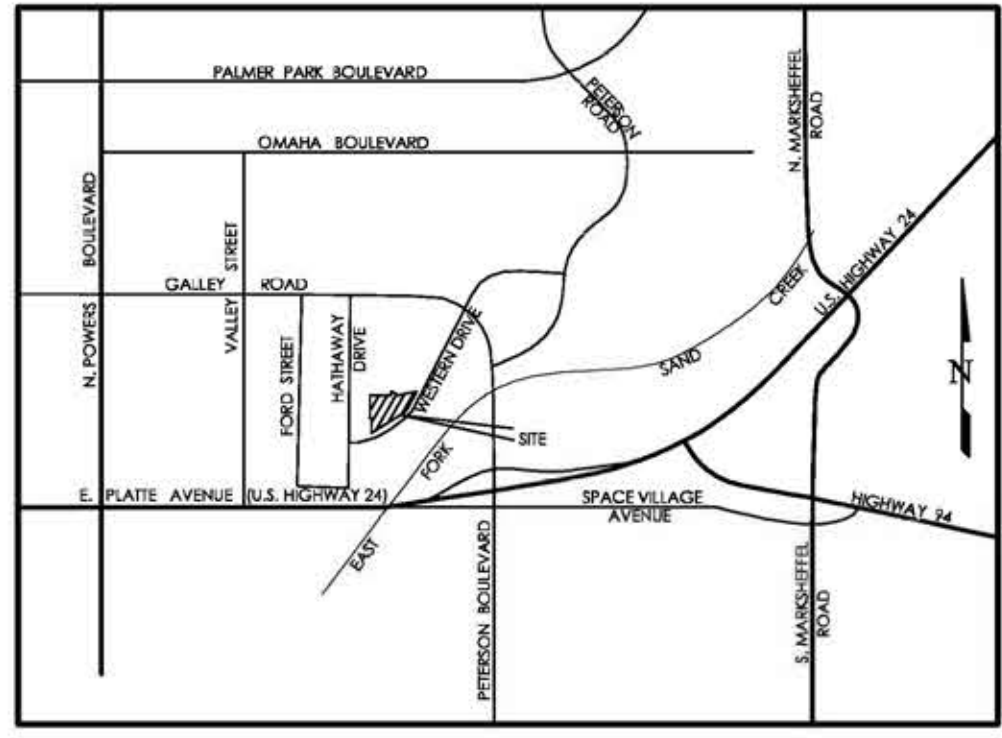 PALMER PARK BOULEVARD
PETERSON
ROAD
N. MARKSHEFFEL
ROAD
OMAHA BOULEVARD
N. POWERS BOULEVARD
VALLEY STREET
GALLEY ROAD
U.S. HIGHWAY 24
CREEK
SAND
FORD STREET
HATHAWAY
DRIVE
WESTERN DRIVE
N
SITE
FORK
EAST
E. PLATTE AVENUE (U.S. HIGHWAY 24)
SPACE VILLAGE
AVENUE
HIGHWAY 94
PETERSON BOULEVARD
S. MARKSHEFFEL
ROAD